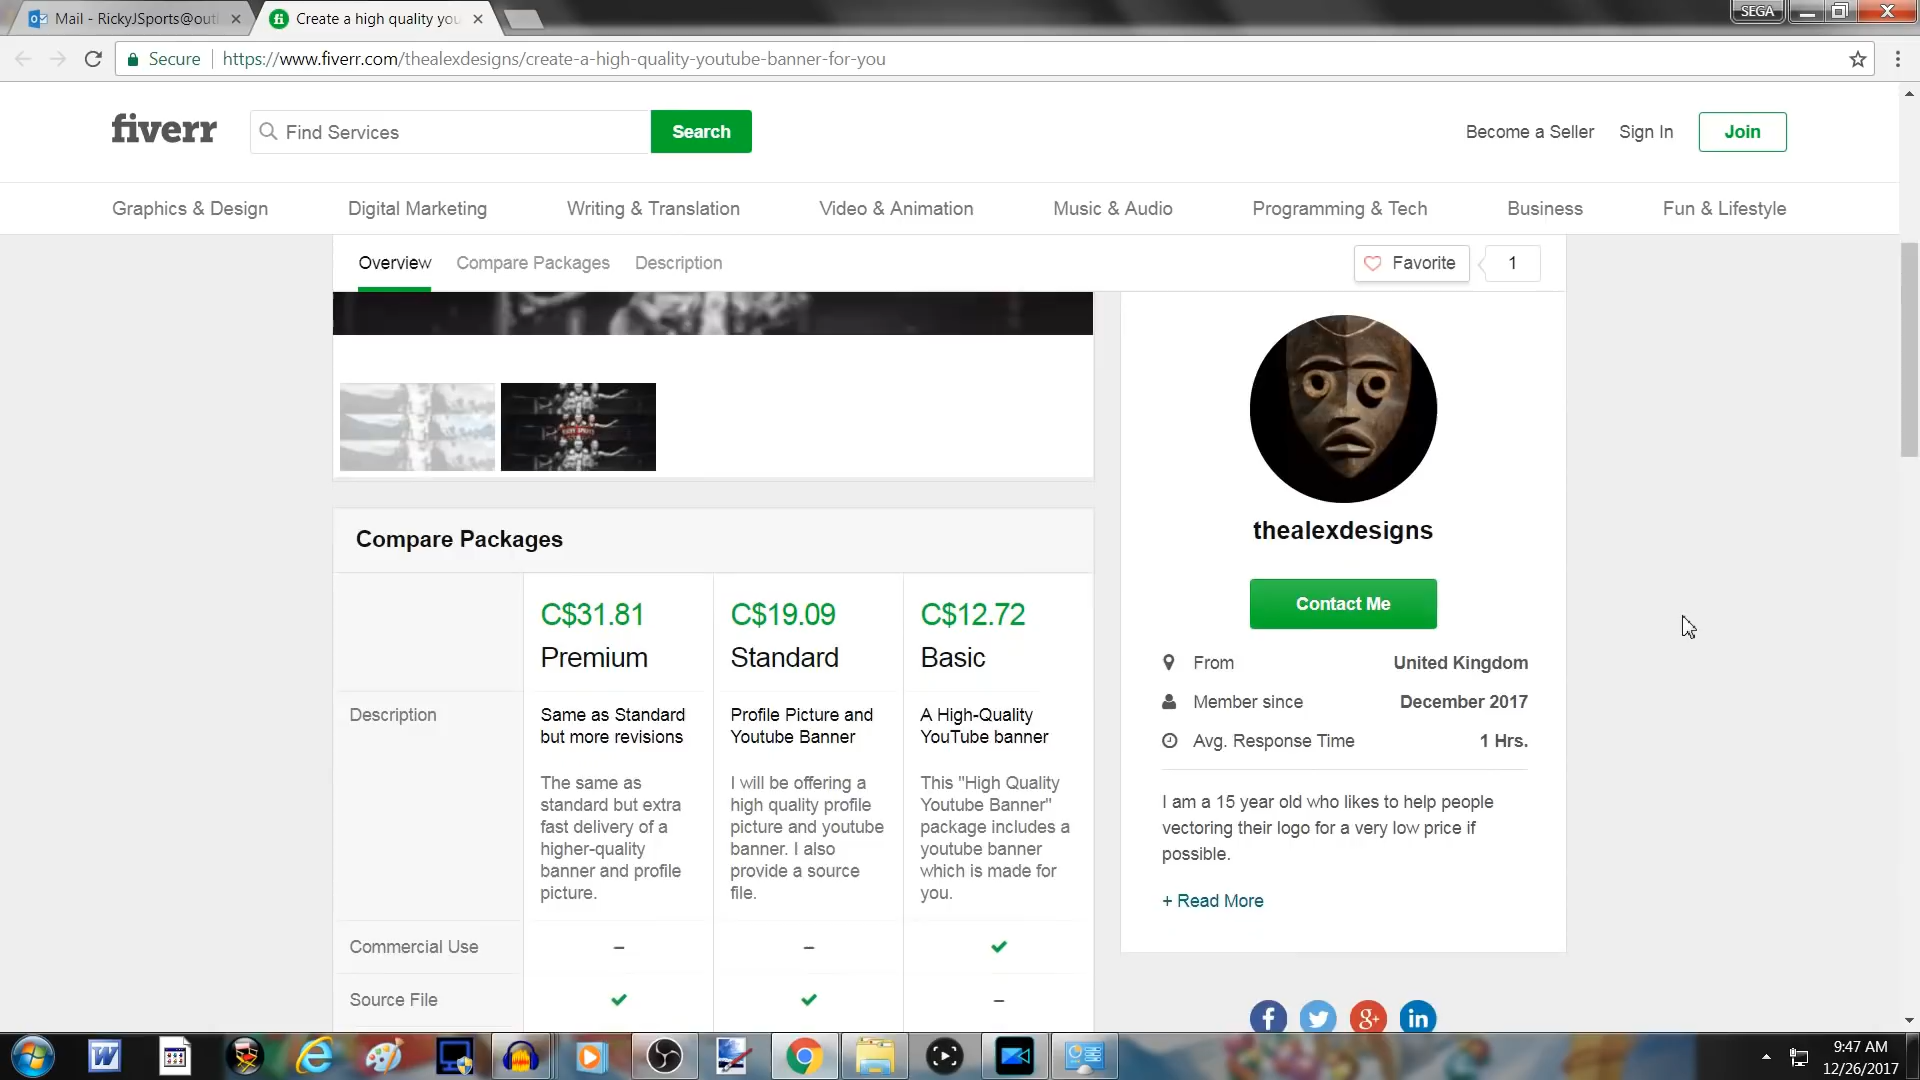 Mail - RickyJSports@outl
Create a high quality you
SEGA
Secure
https://www.fiverr.com/thealexdesigns/create-a-high-quality-youtube-banner-for-you
fiverr
Find Services
Search
Become a Seller
Sign In
Join
Graphics & Design
Digital Marketing
Writing & Translation
Video & Animation
Music & Audio
Programming & Tech
Business
Fun & Lifestyle
Overview
Compare Packages
Description
Favorite
1
thealexdesigns
Contact Me
From
United Kingdom
Member since
December 2017
Avg. Response Time
1 Hrs.
I am a 15 year old who likes to help people
vectoring their logo for a very low price if
possible.
+ Read More
Compare Packages
C$31.81
Premium
C$19.09
Standard
C$12.72
Basic
Description
Same as Standard
but more revisions
The same as
standard but extra
fast delivery of a
higher-quality
banner and profile
picture.
Profile Picture and
Youtube Banner
I will be offering a
high quality profile
picture and youtube
banner. I also
provide a source
file.
A High-Quality
YouTube banner
This "High Quality
Youtube Banner"
package includes a
youtube banner
which is made for
you.
Commercial Use
Source File
9:47 AM
12/26/2017